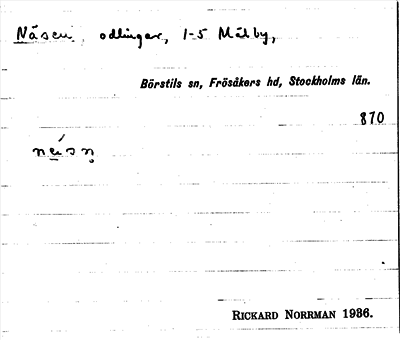 Näsen, odlingar, 1-5 Mälby,
Börstils sn, Frösåkers hd, Stockholms län.
870
RICKARD NORRMAN 1936.